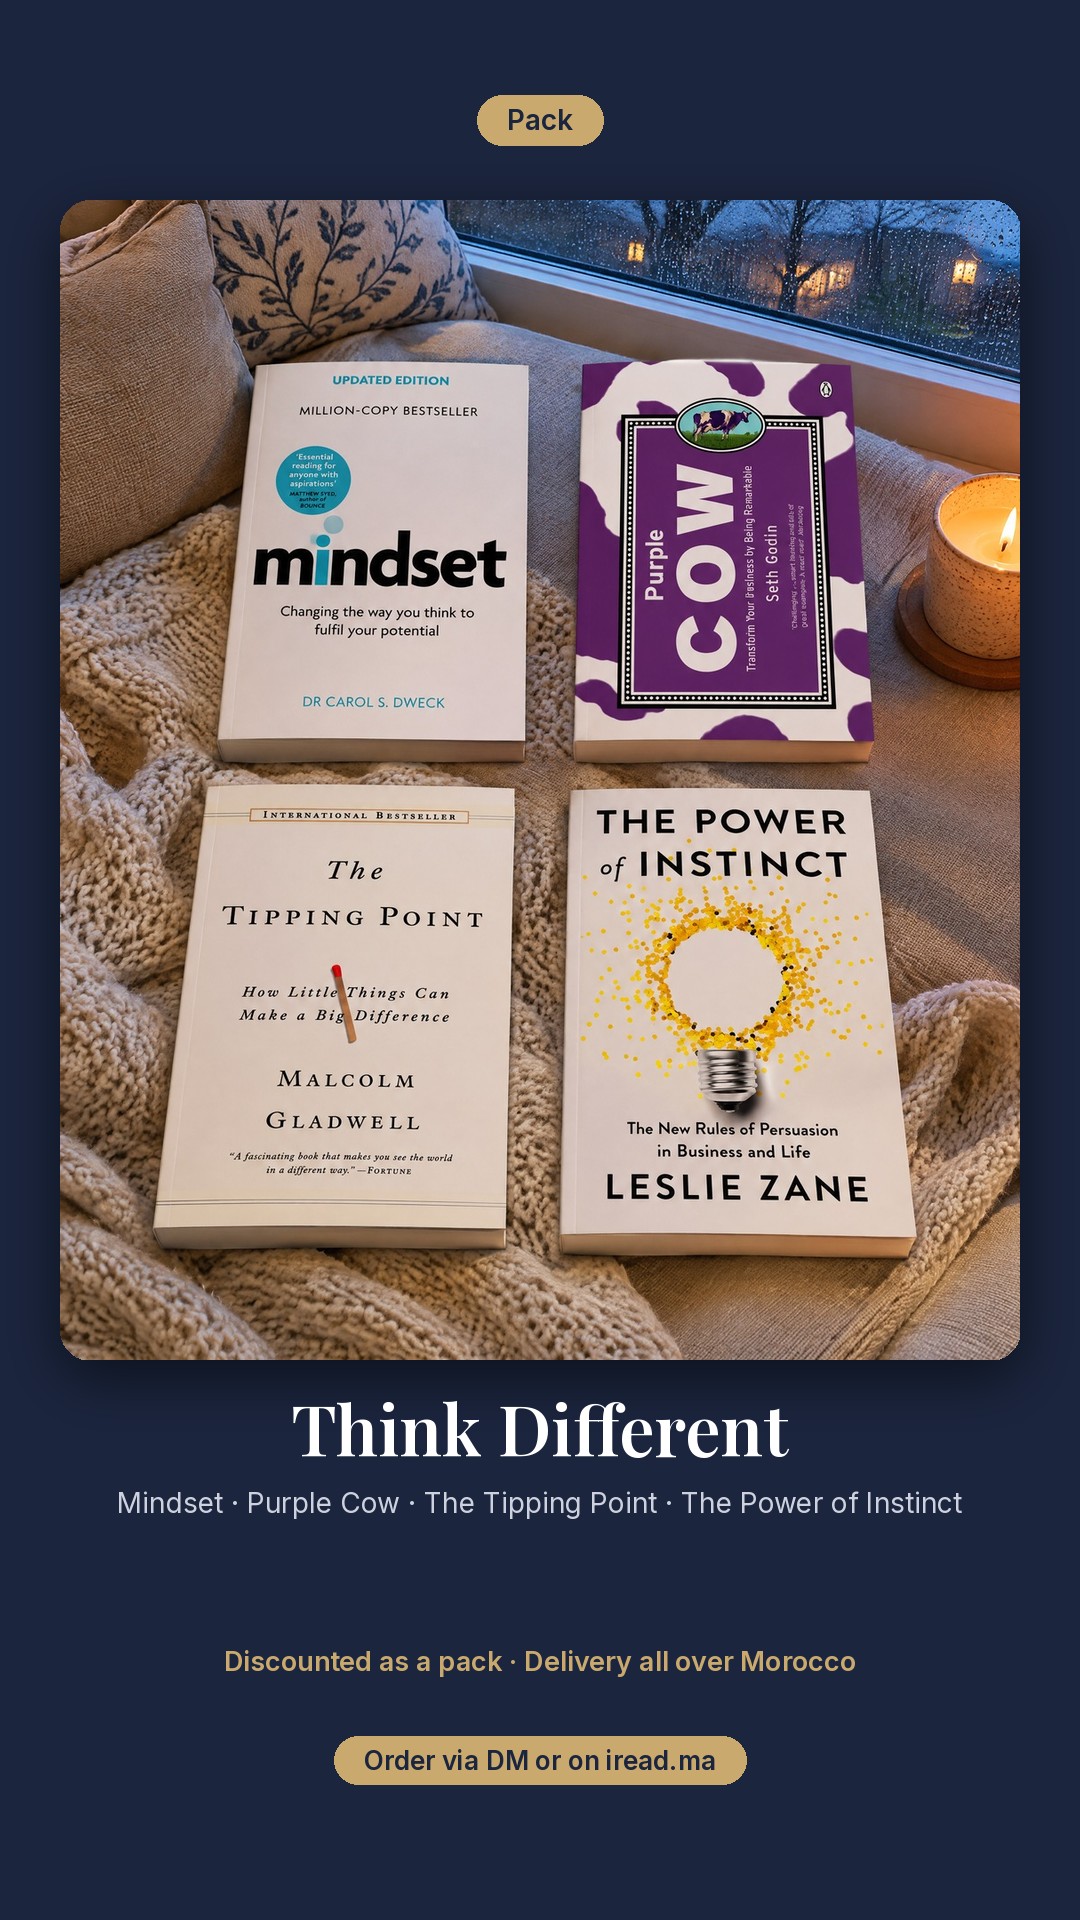 Pack
UPDATED EDITION
MILLION-COPY BESTSELLER
'Essential
reading for
anyone with
aspirations'
MATTHEW SYED,
author of
BOUNCE
mindset
Changing the way you think to
fulfil your potential
DR CAROL S. DWECK
Purple
COW
Transform Your Business by Being Remarkable
Seth Godin
INTERNATIONAL BESTSELLER
The
TIPPING POINT
How Little Things Can
Make a Big Difference
MALCOLM
GLADWELL
“A fascinating book that makes you see the world
in a different way.” —FORTUNE
THE POWER
of INSTINCT
The New Rules of Persuasion
in Business and Life
LESLIE ZANE
Think Different
Mindset · Purple Cow · The Tipping Point · The Power of Instinct
Discounted as a pack · Delivery all over Morocco
Order via DM or on iread.ma